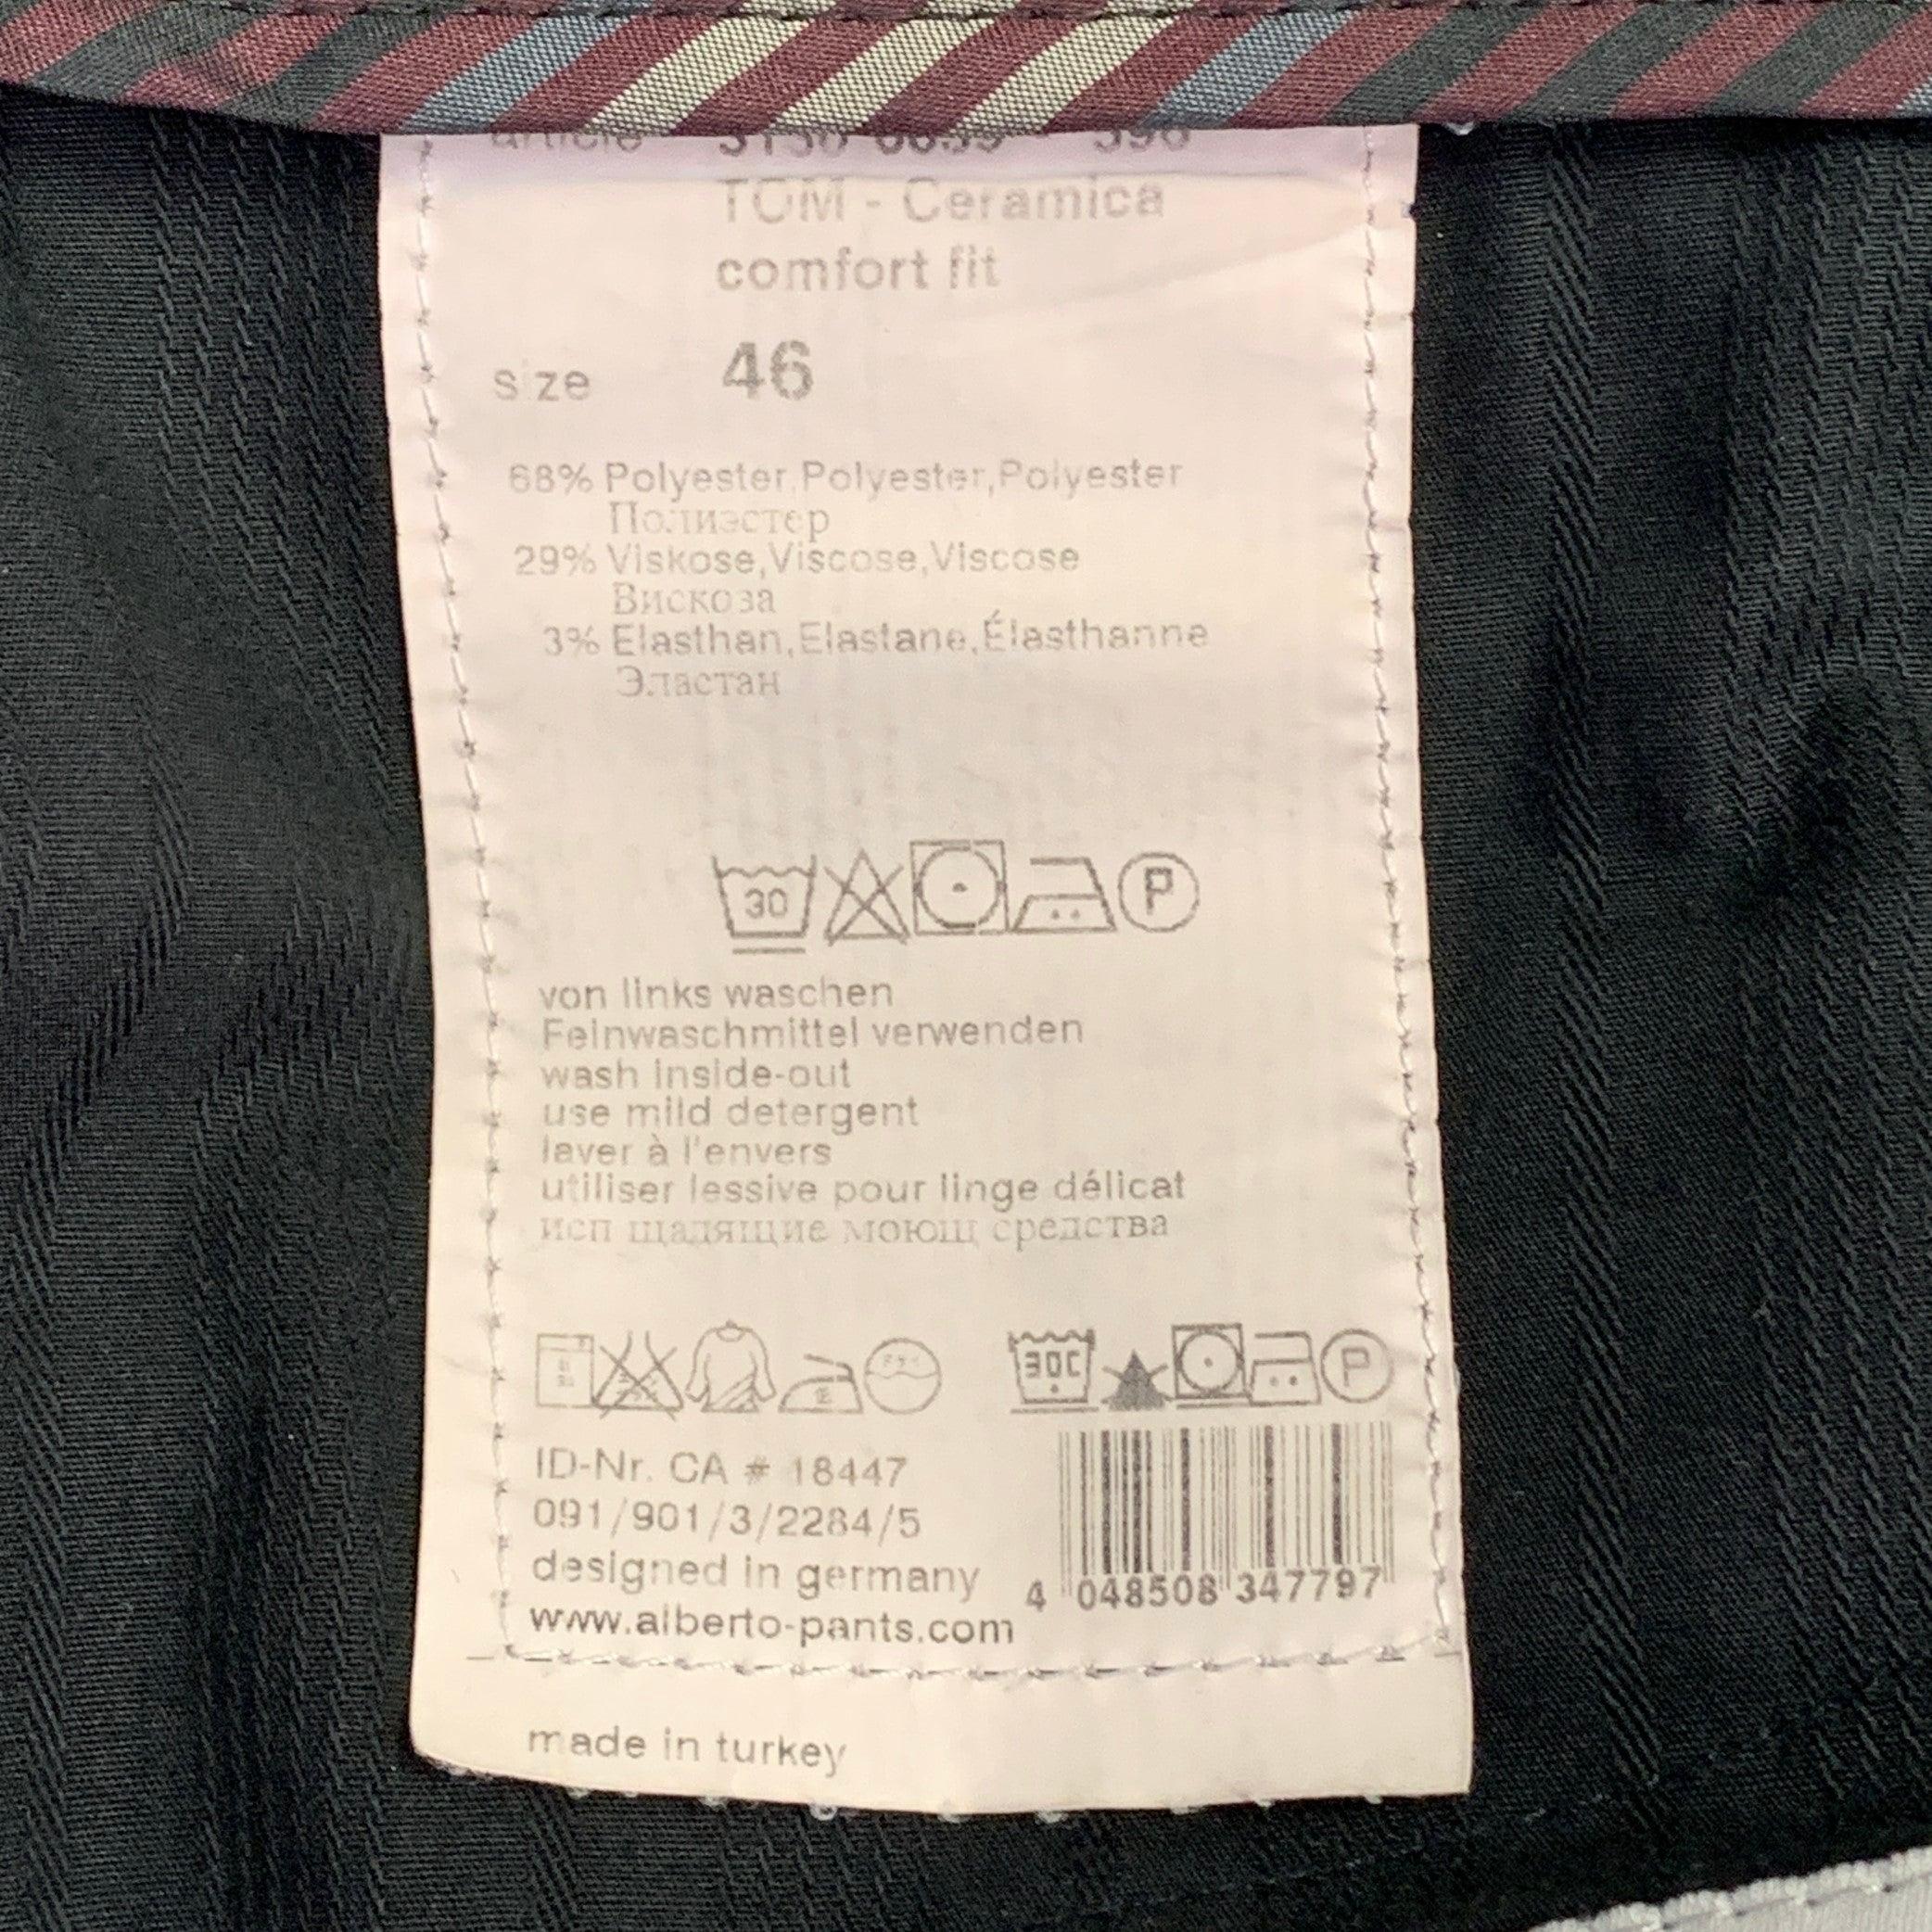 article
TOM - Ceramica
comfort fit
size 46
68% Polyester,Polyester,Polyester
Полиэстер
29% Viskose,Viscose,Viscose
Вискоза
3% Elasthan,Elastane,Élasthanne
Эластан
30 P
von links waschen
Feinwaschmittel verwenden
wash inside-out
use mild detergent
laver à l'envers
utiliser lessive pour linge délicat
исп щадящие моющ средства
30C P
ID-Nr. CA # 18447
091/901/3/2284/5
designed in germany
4 048508 347797
www.alberto-pants.com
made in turkey